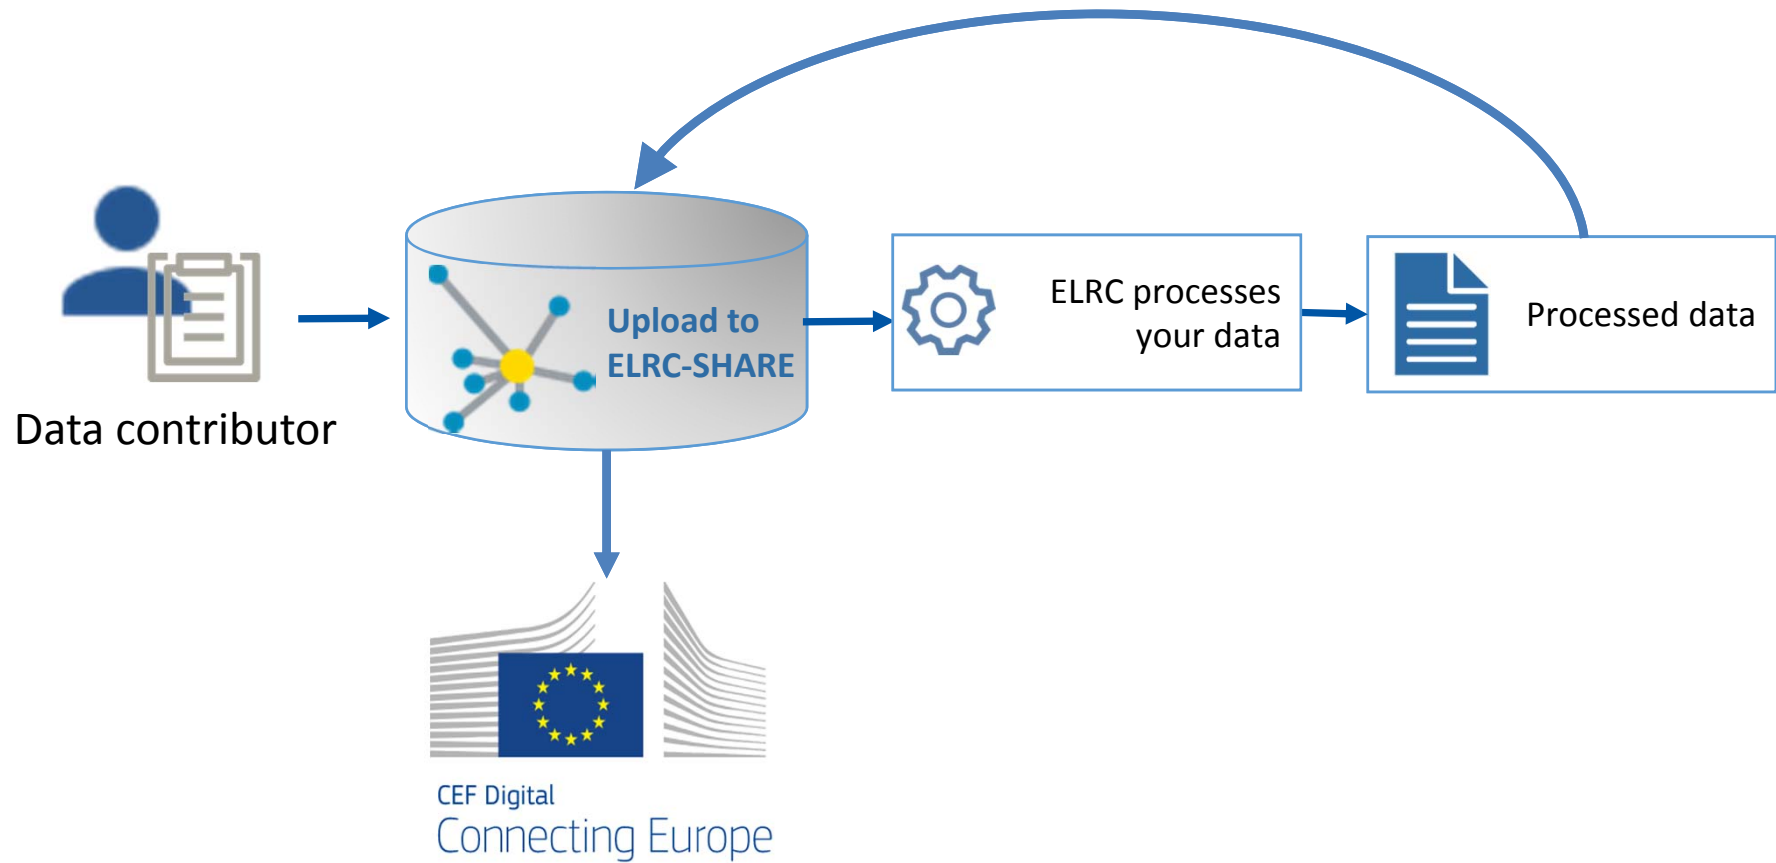 Data contributor
Upload to
ELRC-SHARE
ELRC processes
your data
Processed data
CEF Digital
Connecting Europe